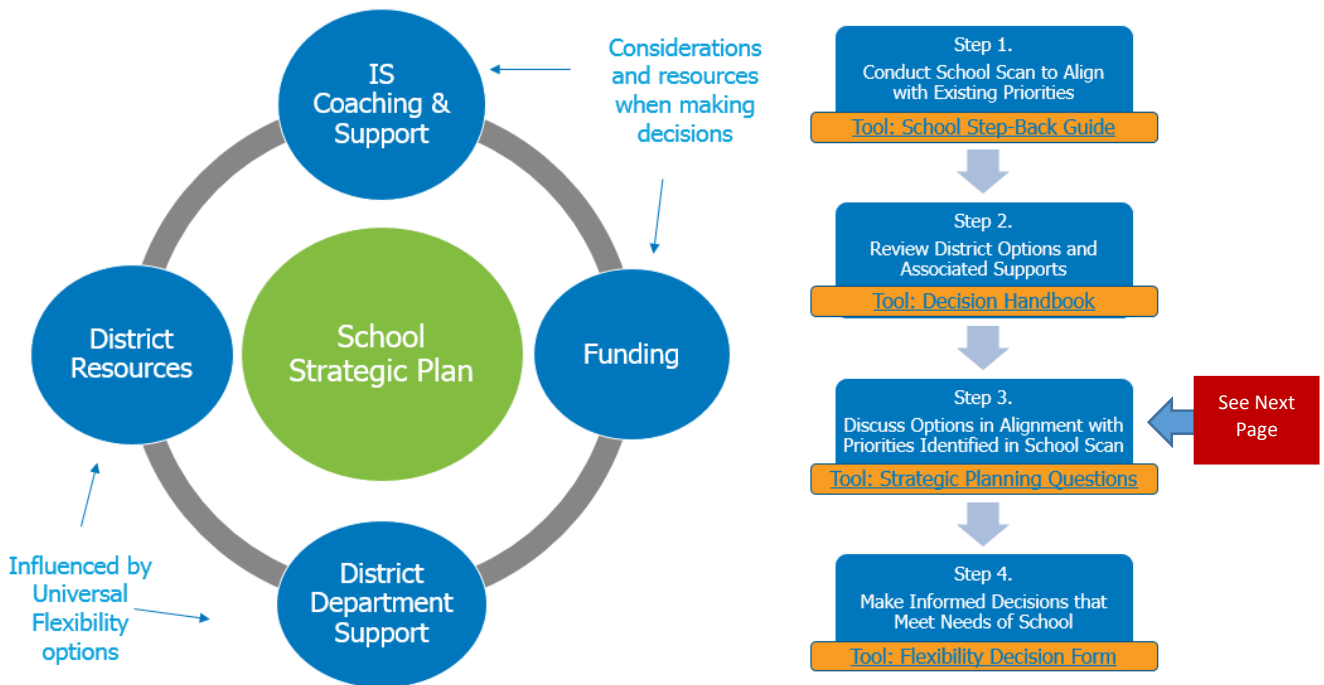 IS
Coaching &
Support
Considerations
and resources
when making
decisions
School
Strategic Plan
District
Resources
Funding
Influenced by
Universal
Flexibility
options
District
Department
Support
Step 1.
Conduct School Scan to Align
with Existing Priorities
Tool: School Step-Back Guide
Step 2.
Review District Options and
Associated Supports
Tool: Decision Handbook
Step 3.
Discuss Options in Alignment with
Priorities Identified in School Scan
Tool: Strategic Planning Questions
See Next
Page
Step 4.
Make Informed Decisions that
Meet Needs of School
Tool: Flexibility Decision Form